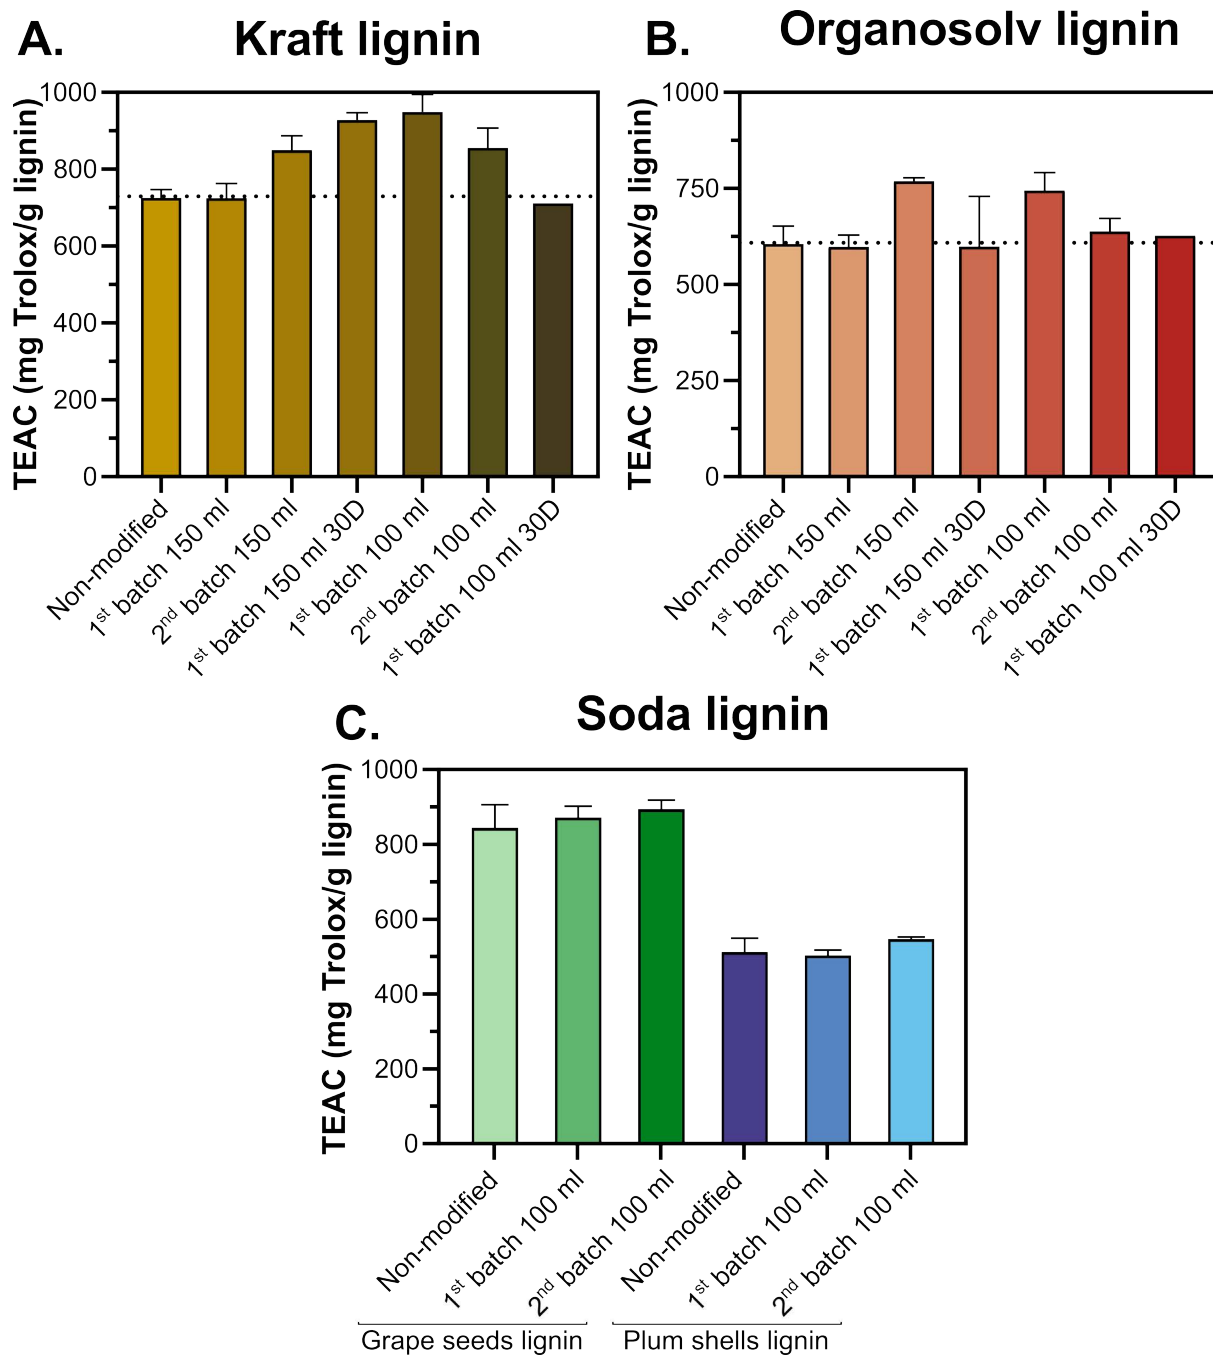 A.
Kraft lignin
TEAC (mg Trolox/g lignin)
1000
800
600
400
200
0
Non-modified
1st batch 150 ml
2nd batch 150 ml
1st batch 150 ml 30D
1st batch 100 ml
2nd batch 100 ml
1st batch 100 ml 30D
B.
Organosolv lignin
TEAC (mg Trolox/g lignin)
1000
750
500
250
0
Non-modified
1st batch 150 ml
2nd batch 150 ml
1st batch 150 ml 30D
1st batch 100 ml
2nd batch 100 ml
1st batch 100 ml 30D
C.
Soda lignin
TEAC (mg Trolox/g lignin)
1000
800
600
400
200
0
Non-modified
1st batch 100 ml
2nd batch 100 ml
Non-modified
1st batch 100 ml
2nd batch 100 ml
Grape seeds lignin
Plum shells lignin